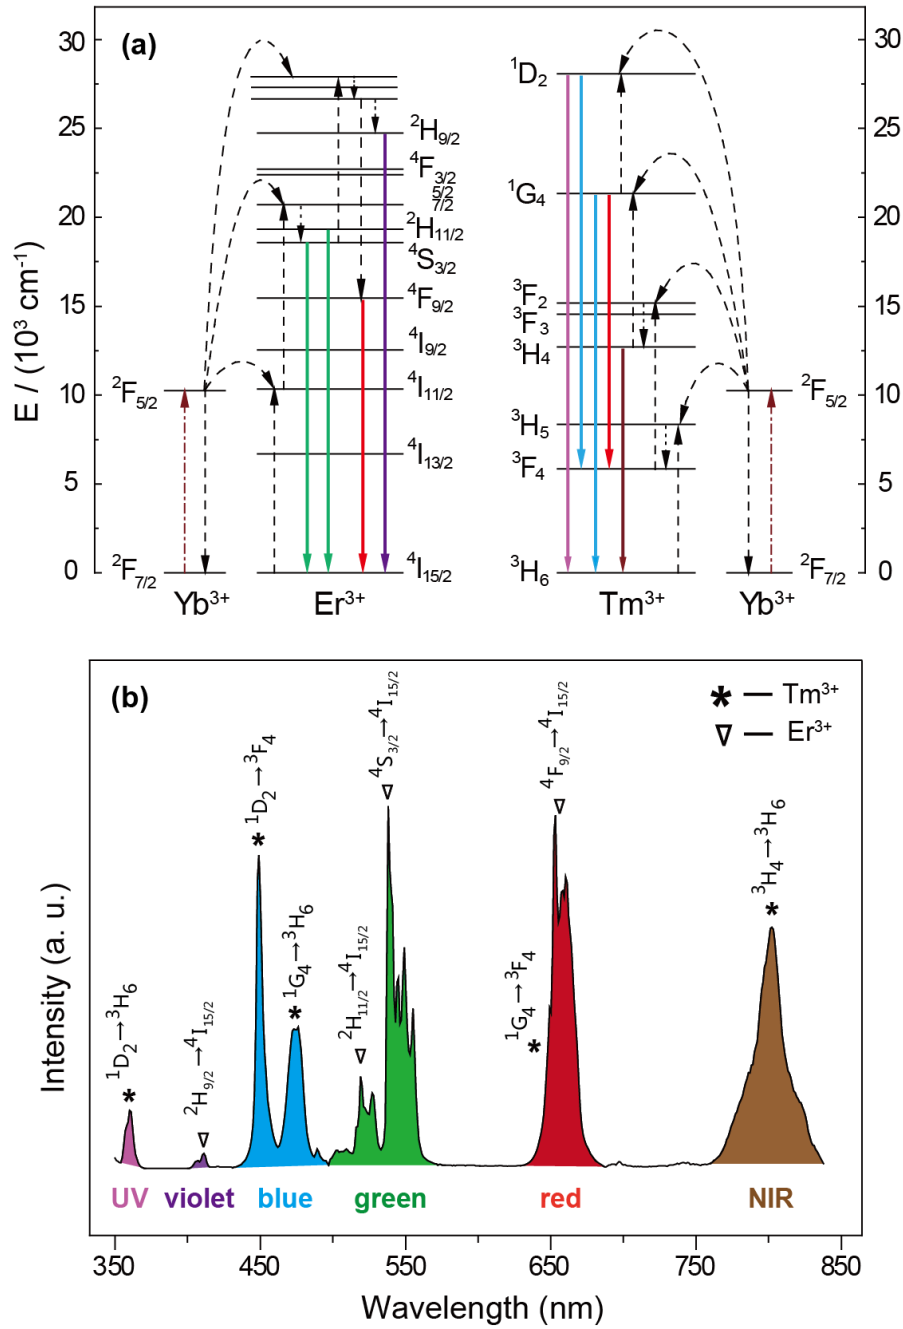 (a)
E / (10³ cm⁻¹)
30
25
20
15
10
5
0
²F₅/₂
²F₇/₂
Yb³⁺
²H₉/₂
⁴F₃/₂
₅/₂
₇/₂
²H₁₁/₂
⁴S₃/₂
⁴F₉/₂
⁴I₉/₂
⁴I₁₁/₂
⁴I₁₃/₂
⁴I₁₅/₂
Er³⁺
¹D₂
¹G₄
³F₂
³F₃
³H₄
³H₅
³F₄
³H₆
Tm³⁺
²F₅/₂
²F₇/₂
Yb³⁺
30
25
20
15
10
5
0
(b)
* — Tm³⁺
▽ — Er³⁺
Intensity (a. u.)
* ¹D₂→³H₆
▽ ²H₉/₂→⁴I₁₅/₂
* ¹D₂→³F₄
* ¹G₄→³H₆
▽ ²H₁₁/₂→⁴I₁₅/₂
▽ ⁴S₃/₂→⁴I₁₅/₂
* ¹G₄→³F₄
▽ ⁴F₉/₂→⁴I₁₅/₂
* ³H₄→³H₆
UV violet blue green red NIR
350 450 550 650 750 850
Wavelength (nm)